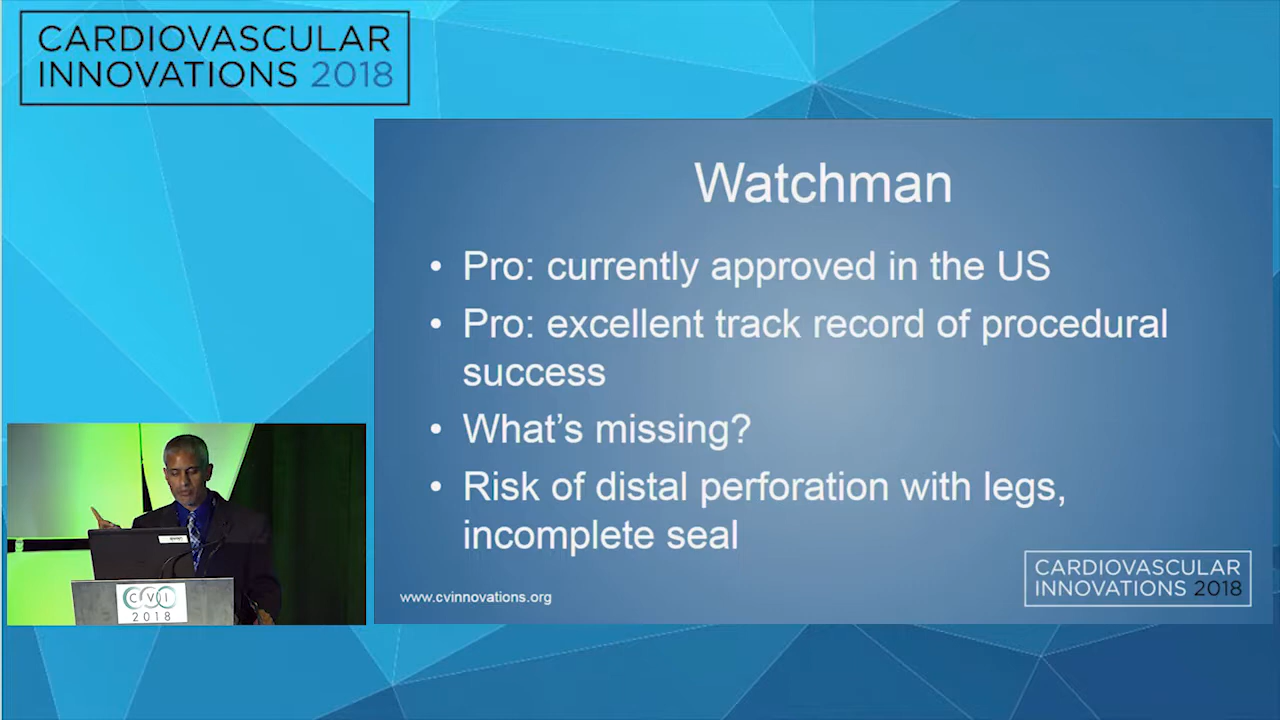 CARDIOVASCULAR
INNOVATIONS 2018
Watchman
• Pro: currently approved in the US
• Pro: excellent track record of procedural
success
• What’s missing?
• Risk of distal perforation with legs,
incomplete seal
www.cvinnovations.org
CARDIOVASCULAR
INNOVATIONS 2018
CVI
2018